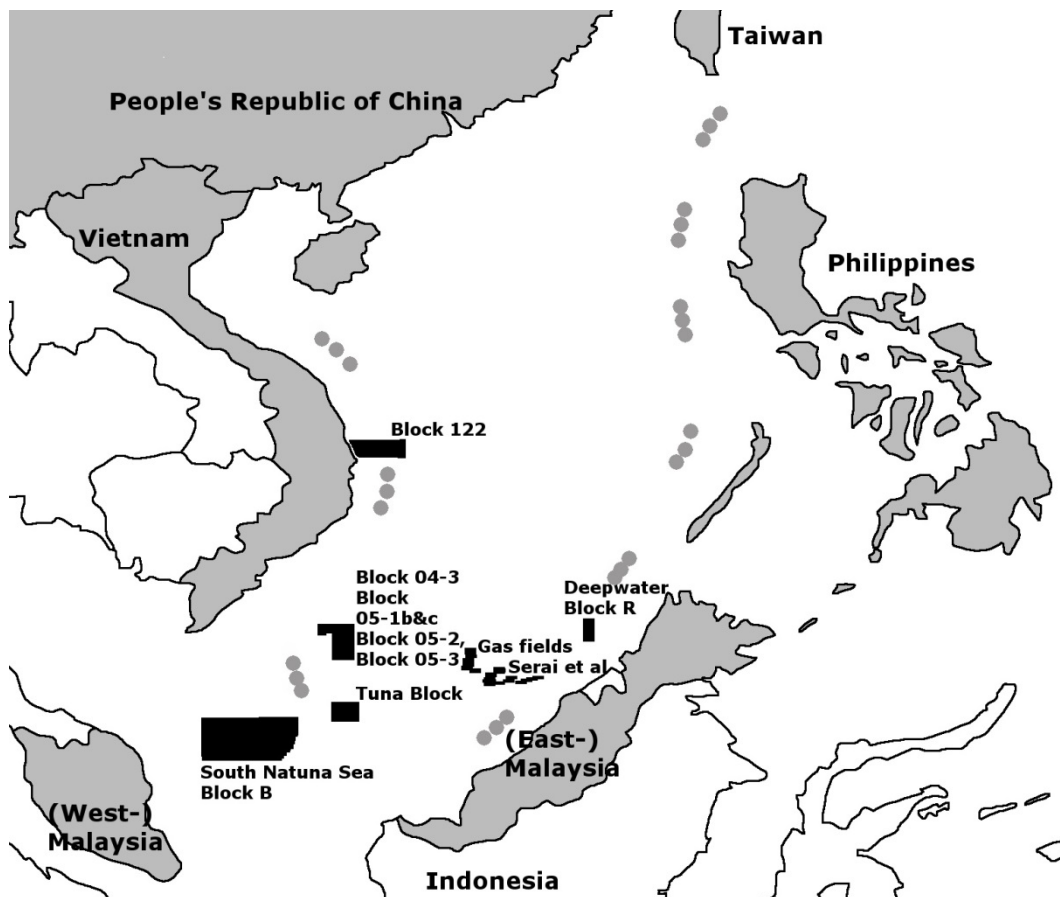 Taiwan
People's Republic of China
Vietnam
Philippines
Block 122
Block 04-3
Block
05-1b&c
Block 05-2,
Block 05-3
Deepwater
Block R
Gas fields
Serai et al
Tuna Block
South Natuna Sea
Block B
(East-)
Malaysia
(West-)
Malaysia
Indonesia